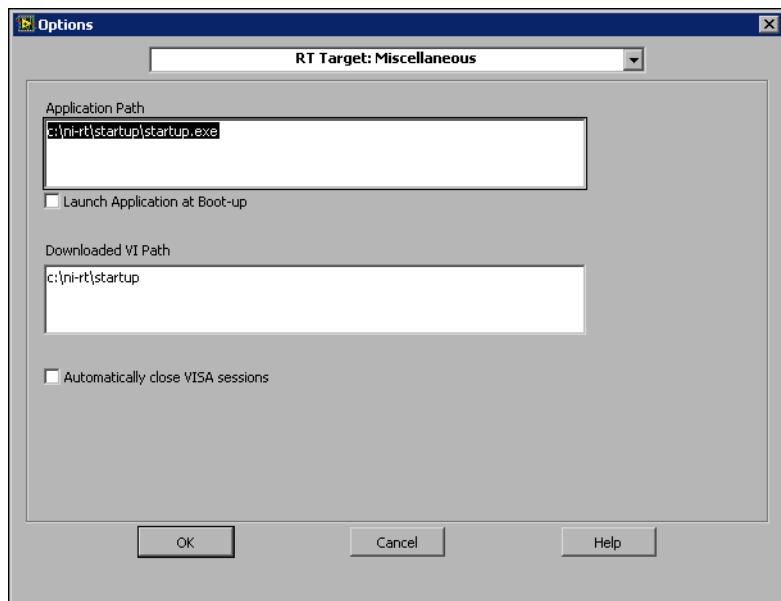 Options
RT Target: Miscellaneous
Application Path
c:\ni-rt\startup\startup.exe
Launch Application at Boot-up
Downloaded VI Path
c:\ni-rt\startup
Automatically close VISA sessions
OK Cancel Help